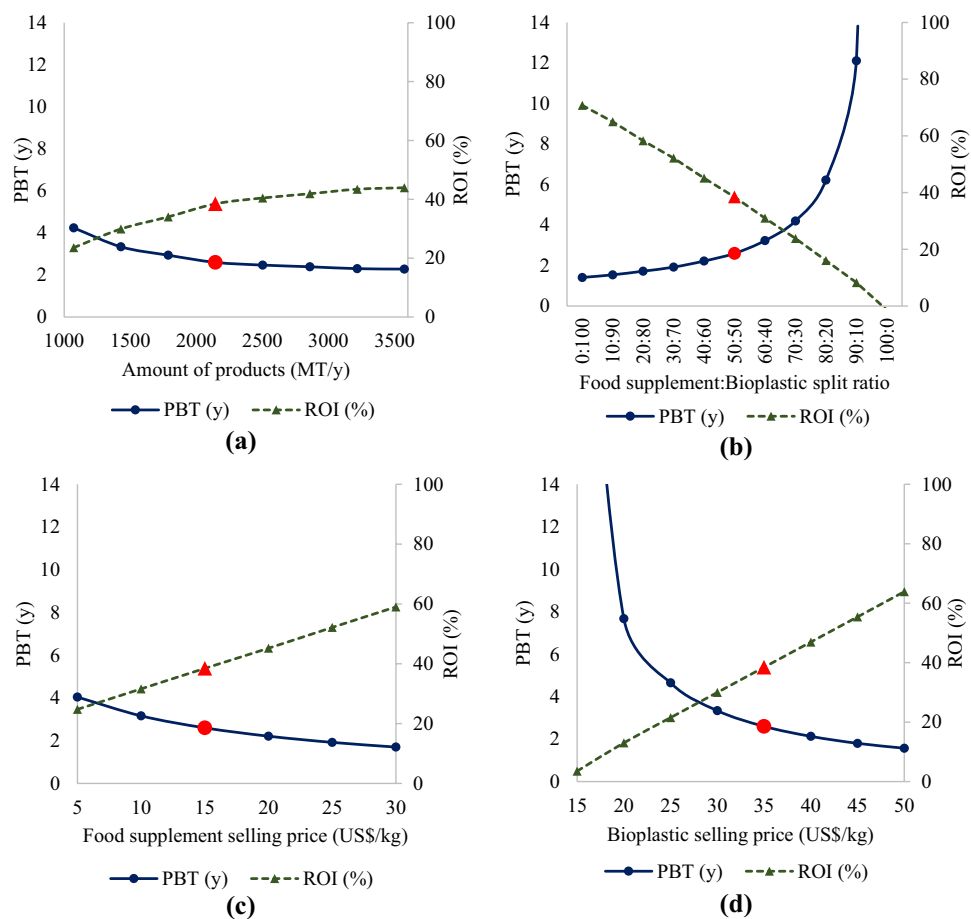 14
12
10
8
6
4
2
0
PBT (y)
100
80
60
40
20
0
ROI (%)
1000 1500 2000 2500 3000 3500
Amount of products (MT/y)
PBT (y) ROI (%)
(a)
14
12
10
8
6
4
2
0
PBT (y)
100
80
60
40
20
0
ROI (%)
0:100
10:90
20:80
30:70
40:60
50:50
60:40
70:30
80:20
90:10
100:0
Food supplement:Bioplastic split ratio
PBT (y) ROI (%)
(b)
14
12
10
8
6
4
2
0
PBT (y)
100
80
60
40
20
0
ROI (%)
5 10 15 20 25 30
Food supplement selling price (US$/kg)
PBT (y) ROI (%)
(c)
14
12
10
8
6
4
2
0
PBT (y)
100
80
60
40
20
0
ROI (%)
15 20 25 30 35 40 45 50
Bioplastic selling price (US$/kg)
PBT (y) ROI (%)
(d)